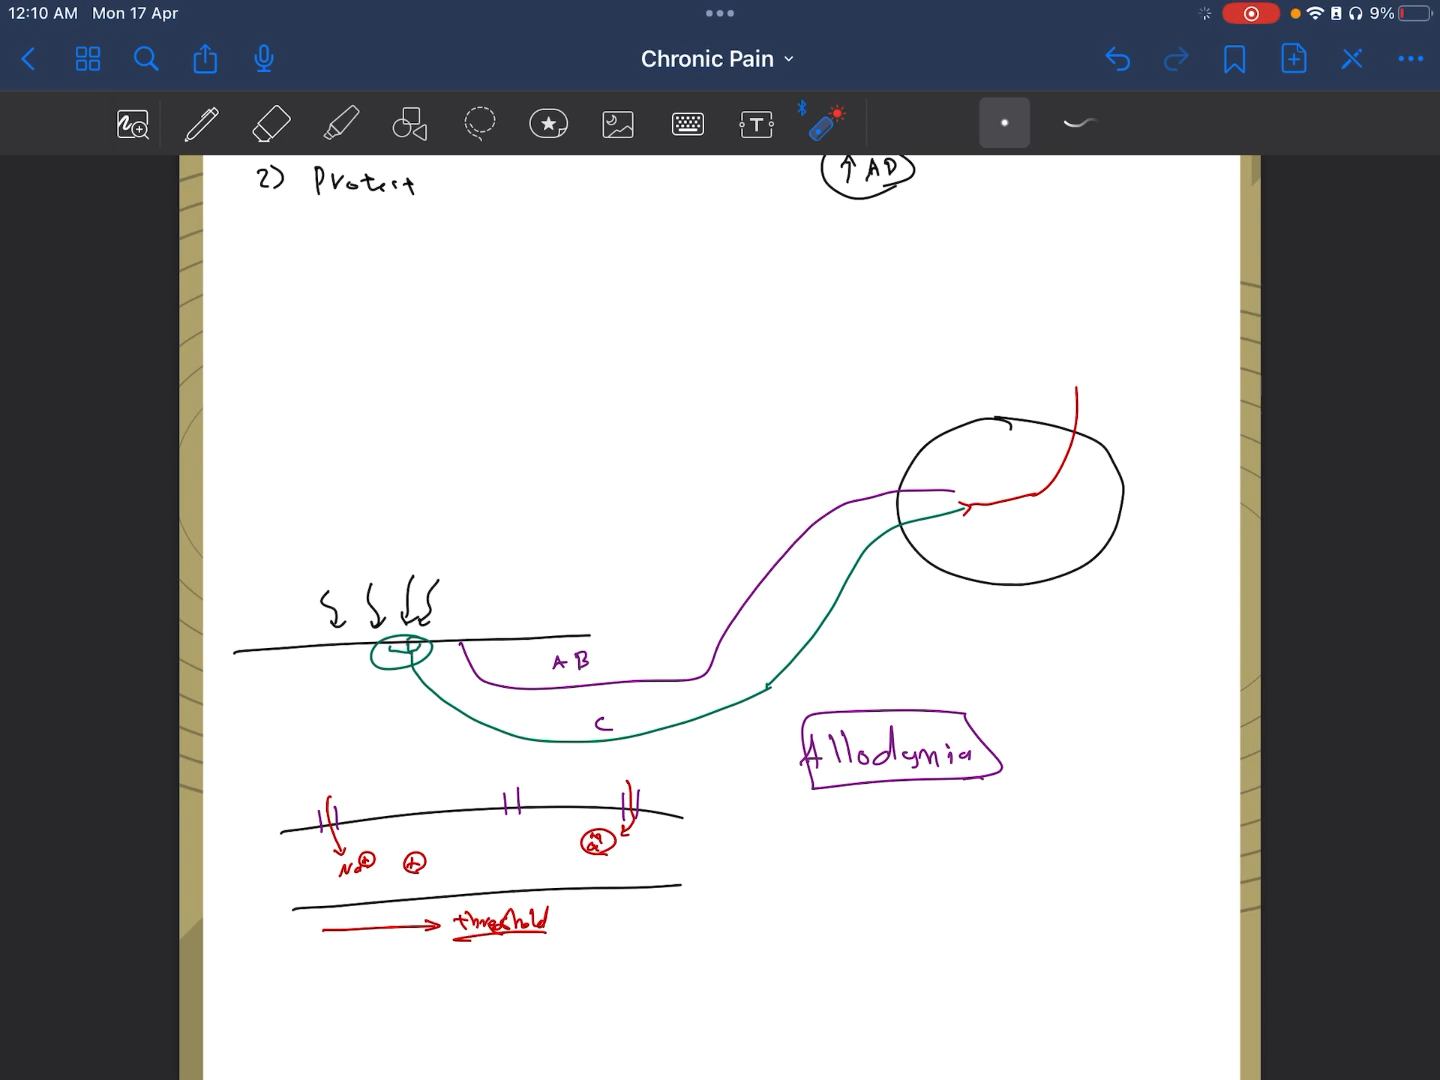 12:10 AM Mon 17 Apr
9%
Chronic Pain
T
2) Protect
↑ AD
AB
C
Allodynia
Na+ +
threshold